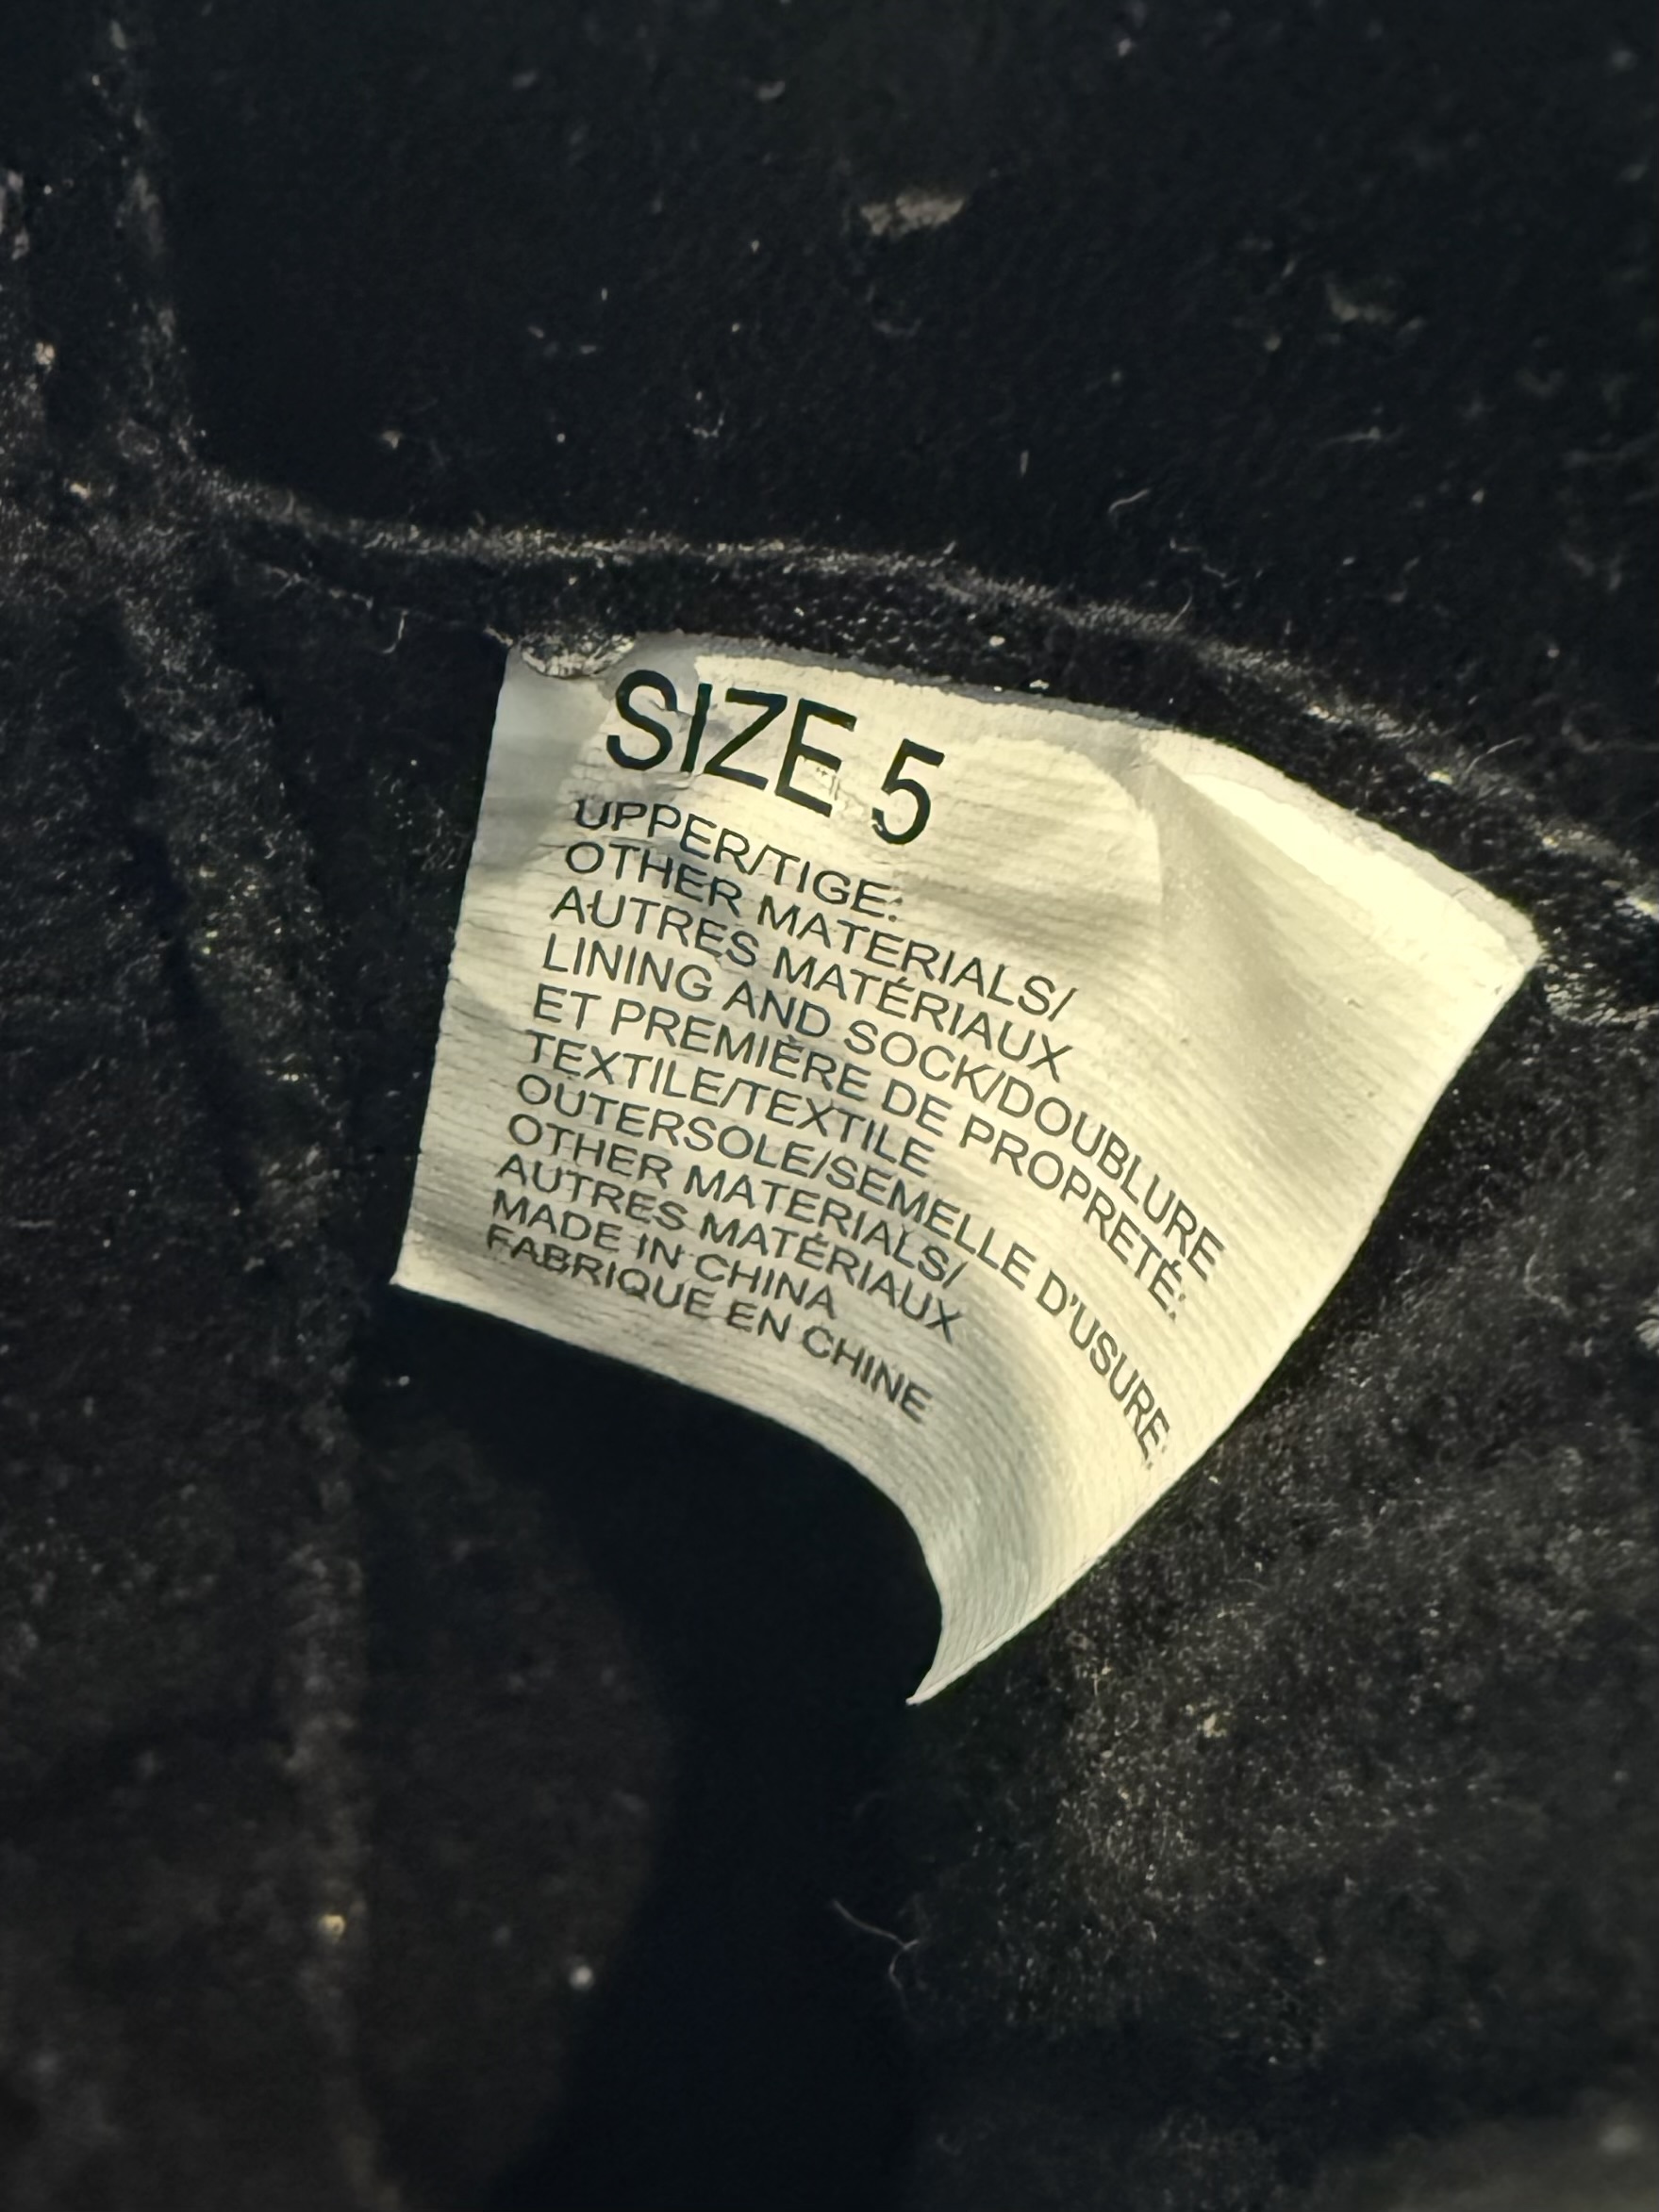 SIZE 5
UPPER/TIGE:
OTHER MATERIALS/
AUTRES MATÉRIAUX
LINING AND SOCK/DOUBLURE
ET PREMIÈRE DE PROPRETÉ:
TEXTILE/TEXTILE
OUTERSOLE/SEMELLE D'USURE:
OTHER MATERIALS/
AUTRES MATÉRIAUX
MADE IN CHINA
FABRIQUE EN CHINE